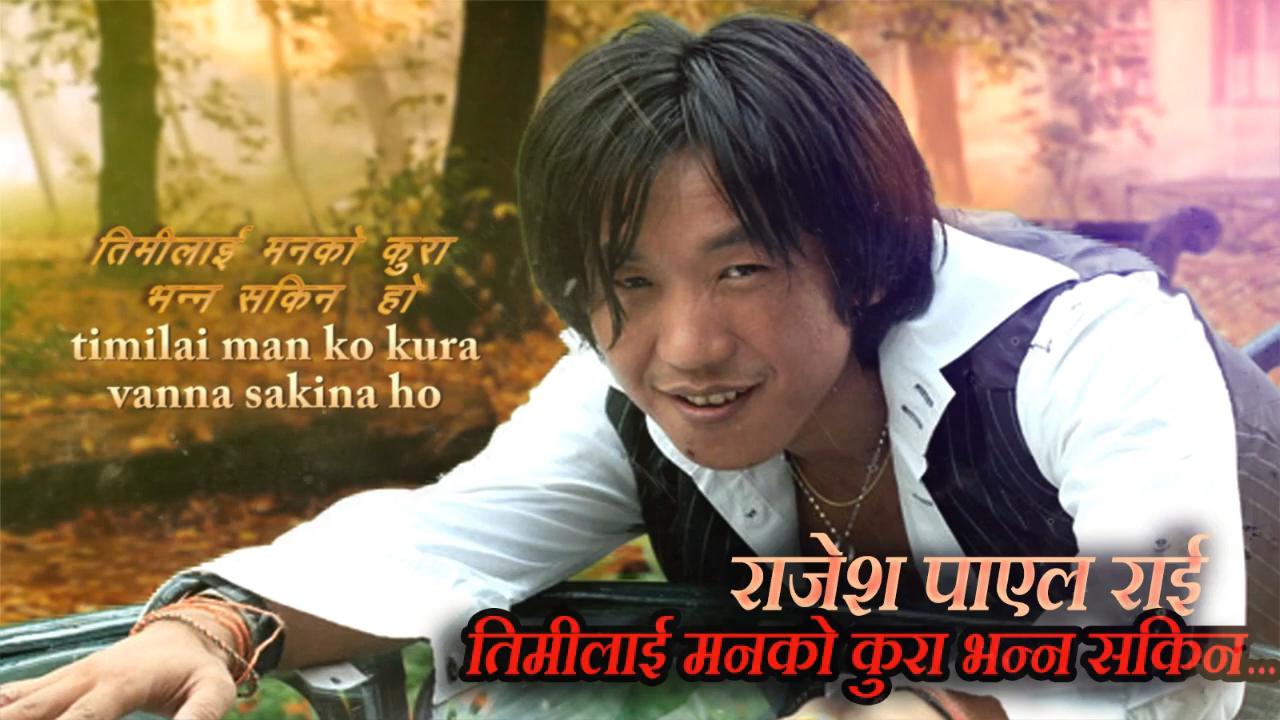 तिमीलाई मनको कुरा
भन्न सकिन हो
timilai man ko kura
vanna sakina ho
राजेश पाएल राई
तिमीलाई मनको कुरा भन्न सकिन...